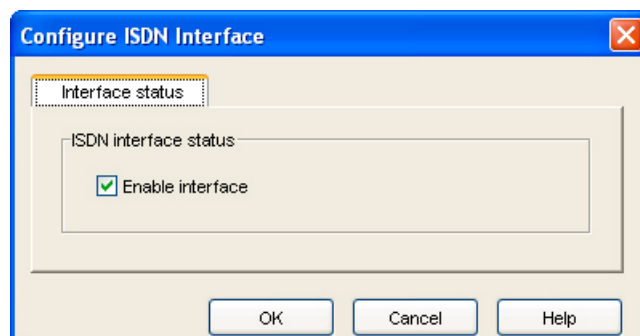 Configure ISDN Interface
Interface status
ISDN interface status
Enable interface
OK
Cancel
Help